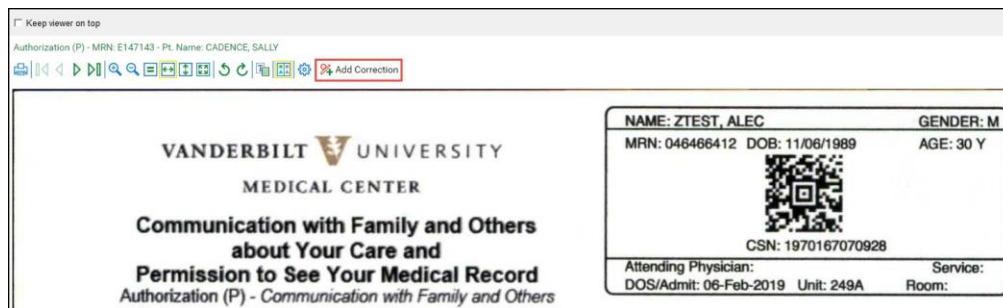 Keep viewer on top
Authorization (P) - MRN: E147143 - Pt. Name: CADENCE, SALLY
Add Correction
VANDERBILT UNIVERSITY
MEDICAL CENTER
Communication with Family and Others
about Your Care and
Permission to See Your Medical Record
Authorization (P) - Communication with Family and Others
NAME: ZTEST, ALEC GENDER: M
MRN: 046466412 DOB: 11/06/1989 AGE: 30 Y
CSN: 1970167070928
Attending Physician: Service:
DOS/Admit: 06-Feb-2019 Unit: 249A Room: